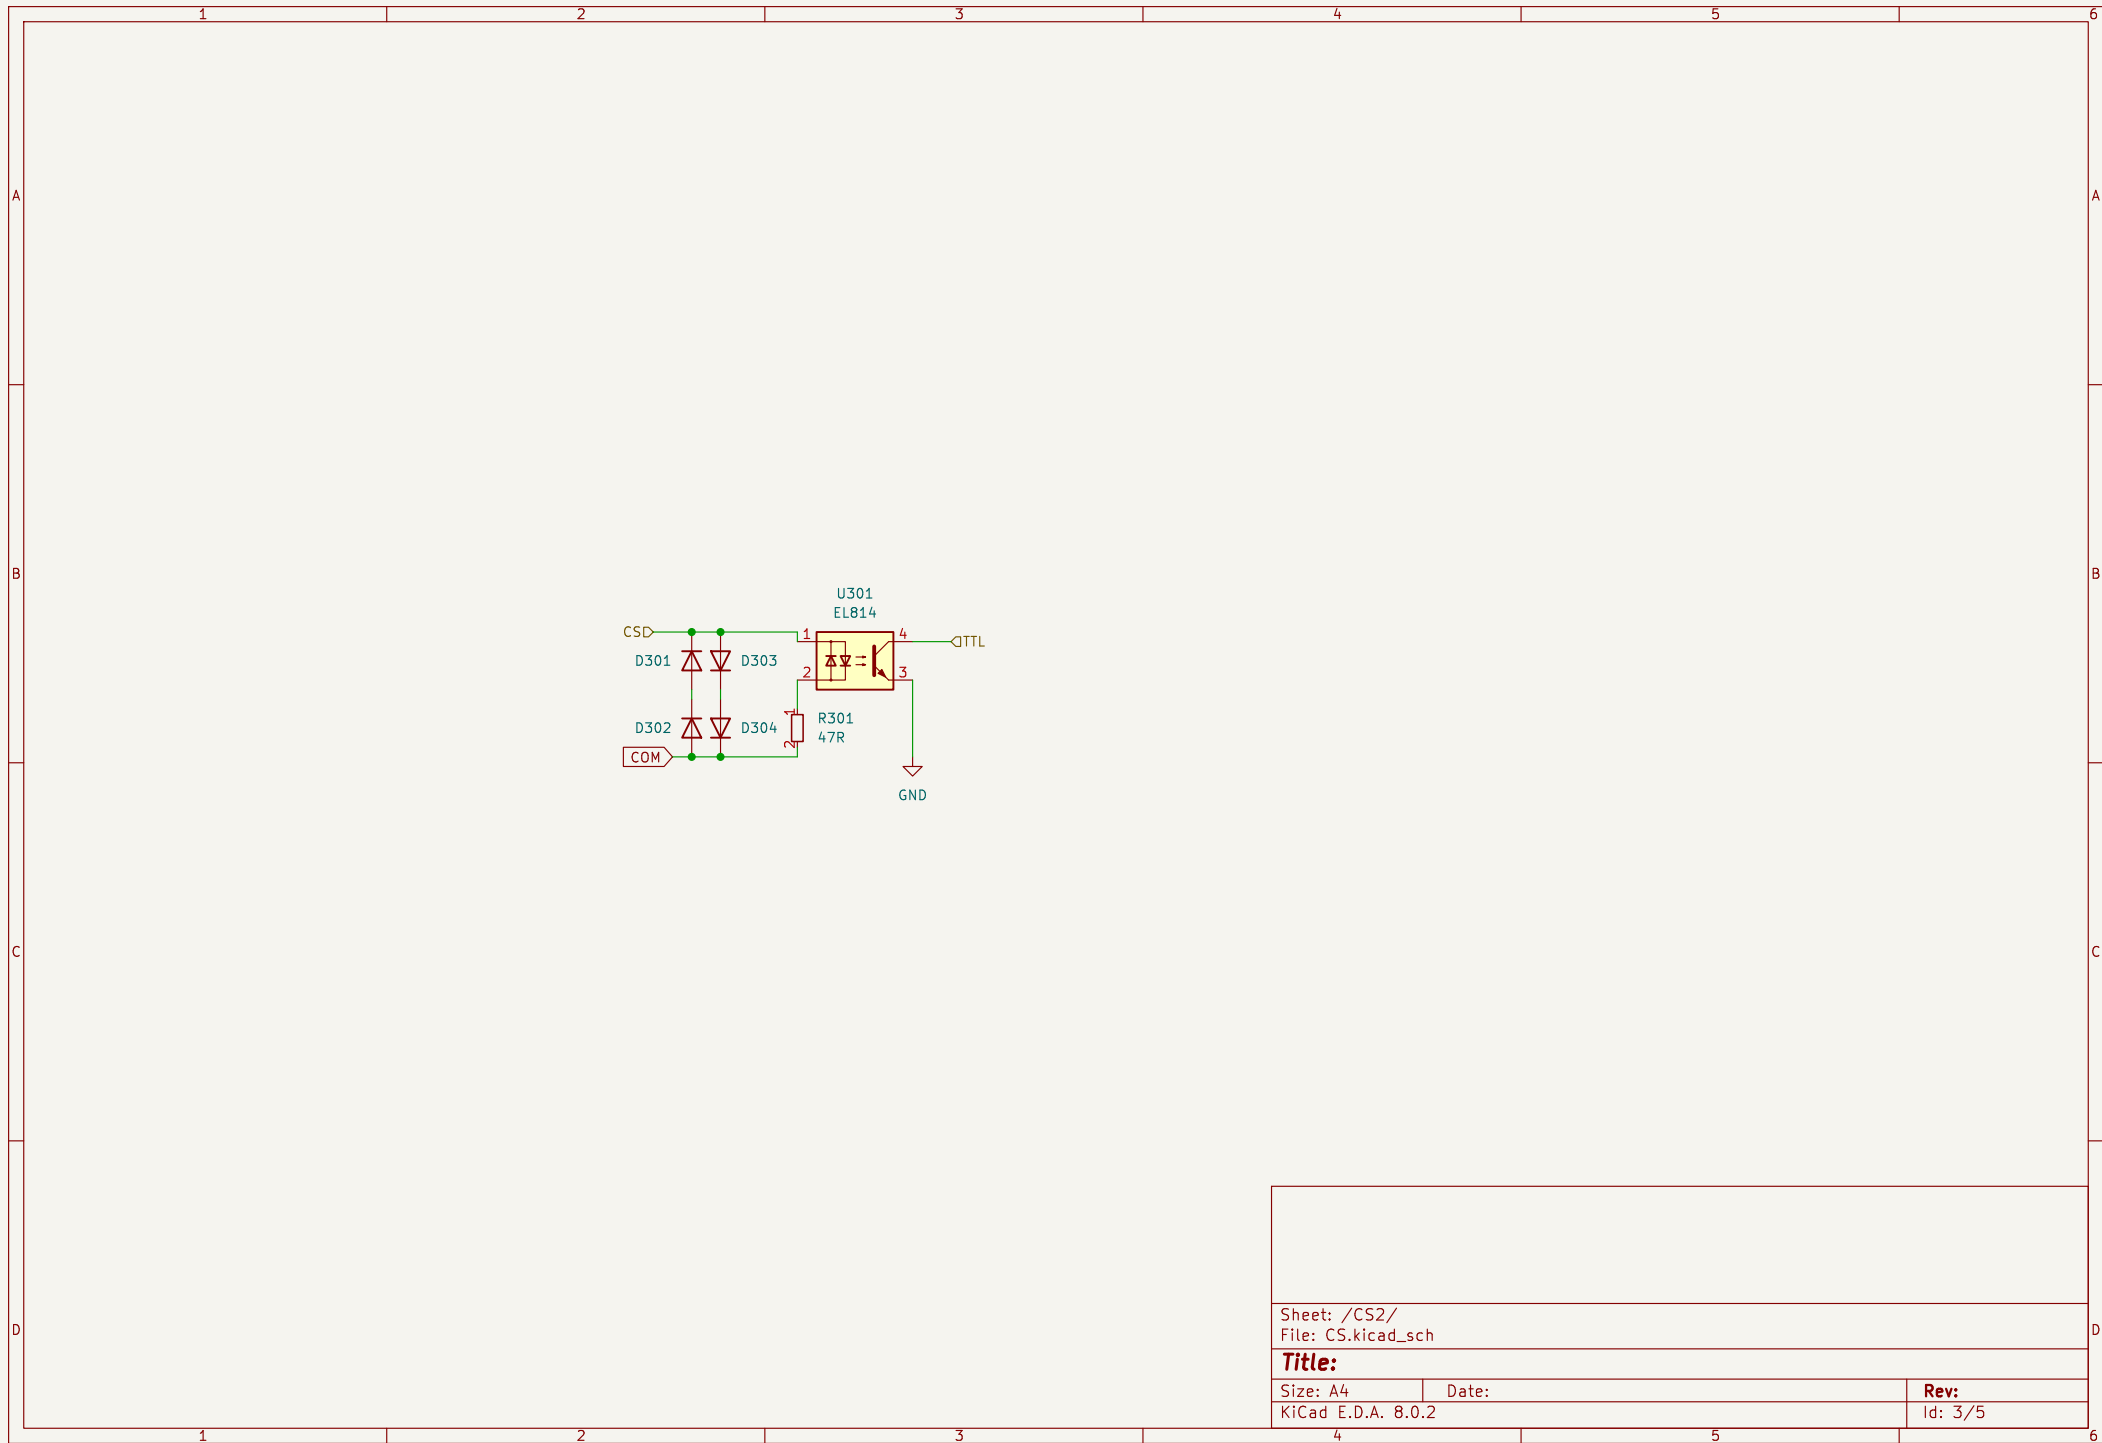 1 2 3 4 5 6
A A
B B
U301
EL814
CS 1 4 TTL
D301 D303
2 3
D302 D304 1 R301
2 47R
COM
GND
C C
Sheet: /CS2/
File: CS.kicad_sch
D D
Title:
Size: A4 Date: Rev:
KiCad E.D.A. 8.0.2 Id: 3/5
1 2 3 4 5 6